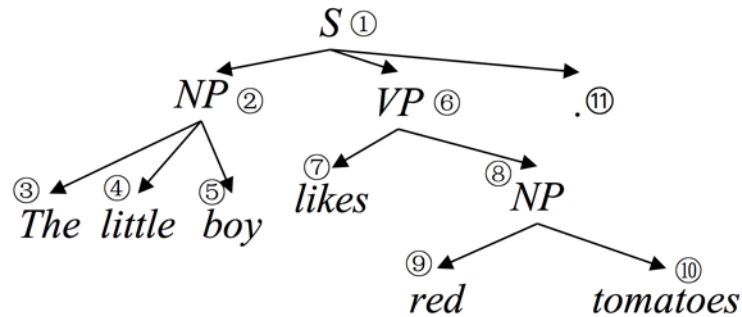 S ①
NP ② VP ⑥ . ⑪
③ ④ ⑤ ⑦ ⑧
The little boy likes NP
⑨ ⑩
red tomatoes